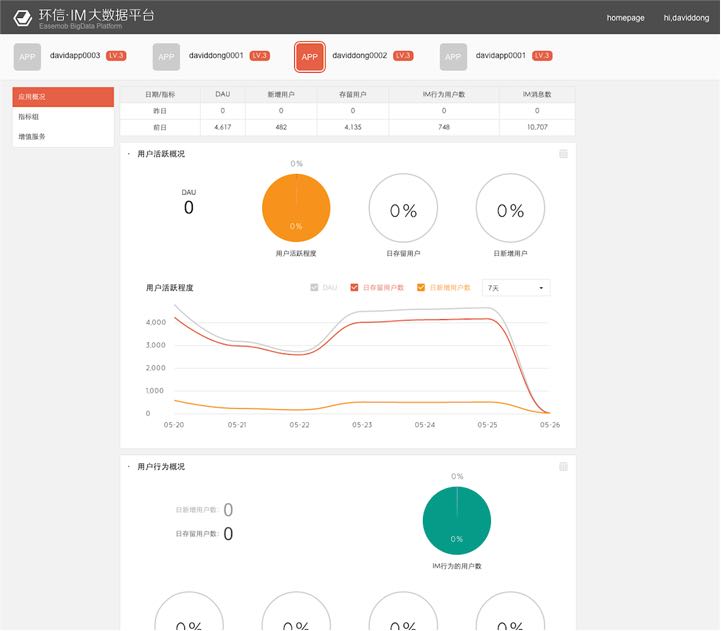 环信·IM大数据平台
Easemob BigData Platform
homepage hi,daviddong
APP davidapp0003 LV.3 APP daviddong0001 LV.3 APP daviddong0002 LV.3 APP davidapp0001 LV.3
应用概况
指标组
增值服务
日期/指标 DAU 新增用户 存留用户 IM行为用户数 IM消息数
昨日 0 0 0 0 0
前日 4,617 482 4,135 748 10,707
· 用户活跃概况
DAU
0
0%
0%
用户活跃程度
0%
日存留用户
0%
日新增用户
用户活跃程度
DAU 日存留用户数 日新增用户数 7天
4,000
3,000
2,000
1,000
0
05-20 05-21 05-22 05-23 05-24 05-25 05-26
· 用户行为概况
日新增用户数: 0
日存留用户数: 0
0%
0%
IM行为的用户数
0% 0% 0% 0%